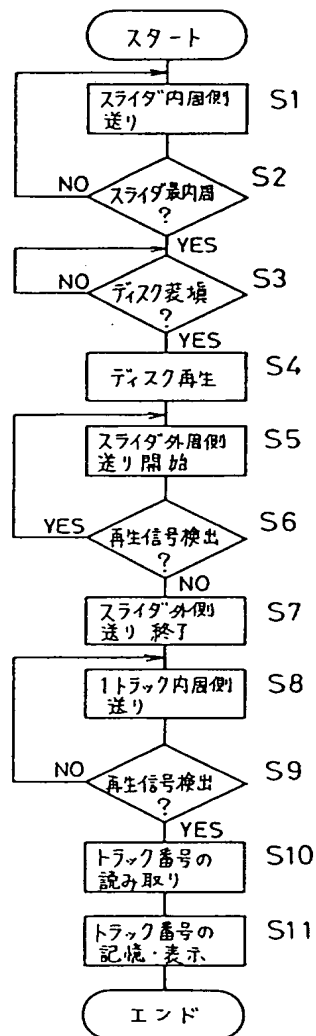 スタート
スライダ内周側
送り
S1
スライダ最内周
?
S2
NO
YES
ディスク装填
?
S3
NO
YES
ディスク再生
S4
スライダ外周側
送り開始
S5
再生信号検出
?
S6
YES
NO
スライダ外側
送り 終了
S7
1トラック内周側
送り
S8
再生信号検出
?
S9
NO
YES
トラック番号の
読み取り
S10
トラック番号の
記憶・表示
S11
エンド